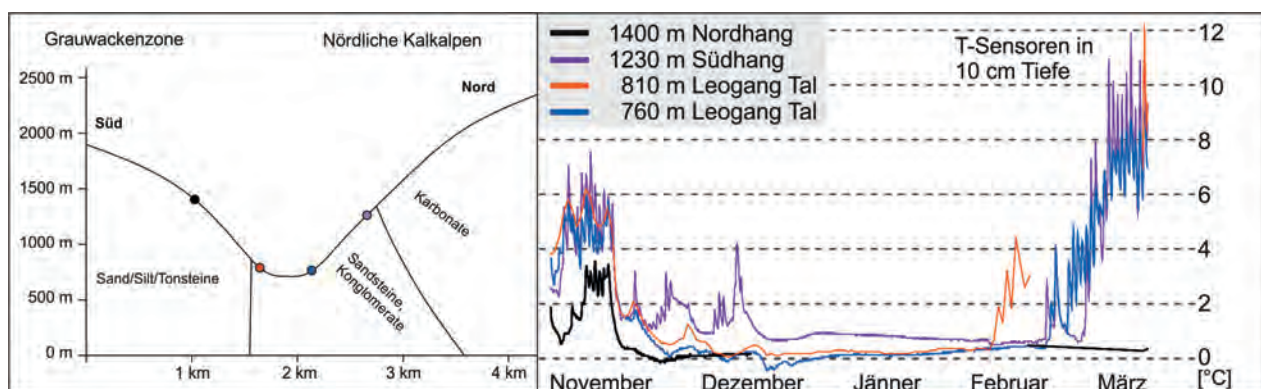 Grauwackenzone
Nördliche Kalkalpen
2500 m
2000 m
1500 m
1000 m
500 m
0 m
Süd
Nord
Karbonate
Sandsteine,
Konglomerate
Sand/Silt/Tonsteine
1 km
2 km
3 km
4 km
1400 m Nordhang
1230 m Südhang
810 m Leogang Tal
760 m Leogang Tal
T-Sensoren in
10 cm Tiefe
12
10
8
6
4
2
0
[°C]
November
Dezember
Jänner
Februar
März